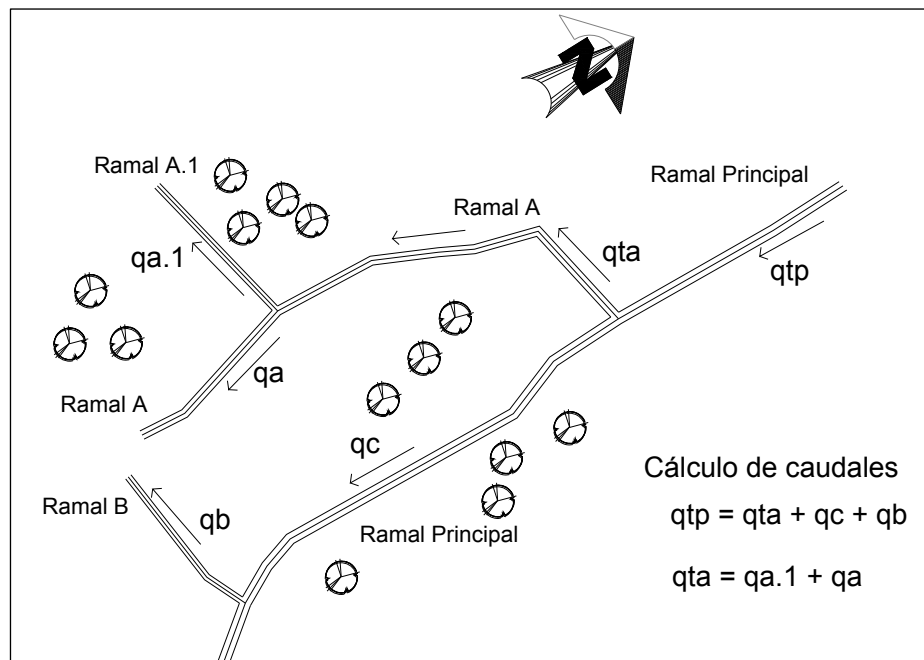 N
Ramal A.1
Ramal Principal
Ramal A
qa.1
qta
qtp
qa
Ramal A
qc
Ramal B
qb
Ramal Principal
Cálculo de caudales
qtp = qta + qc + qb
qta = qa.1 + qa